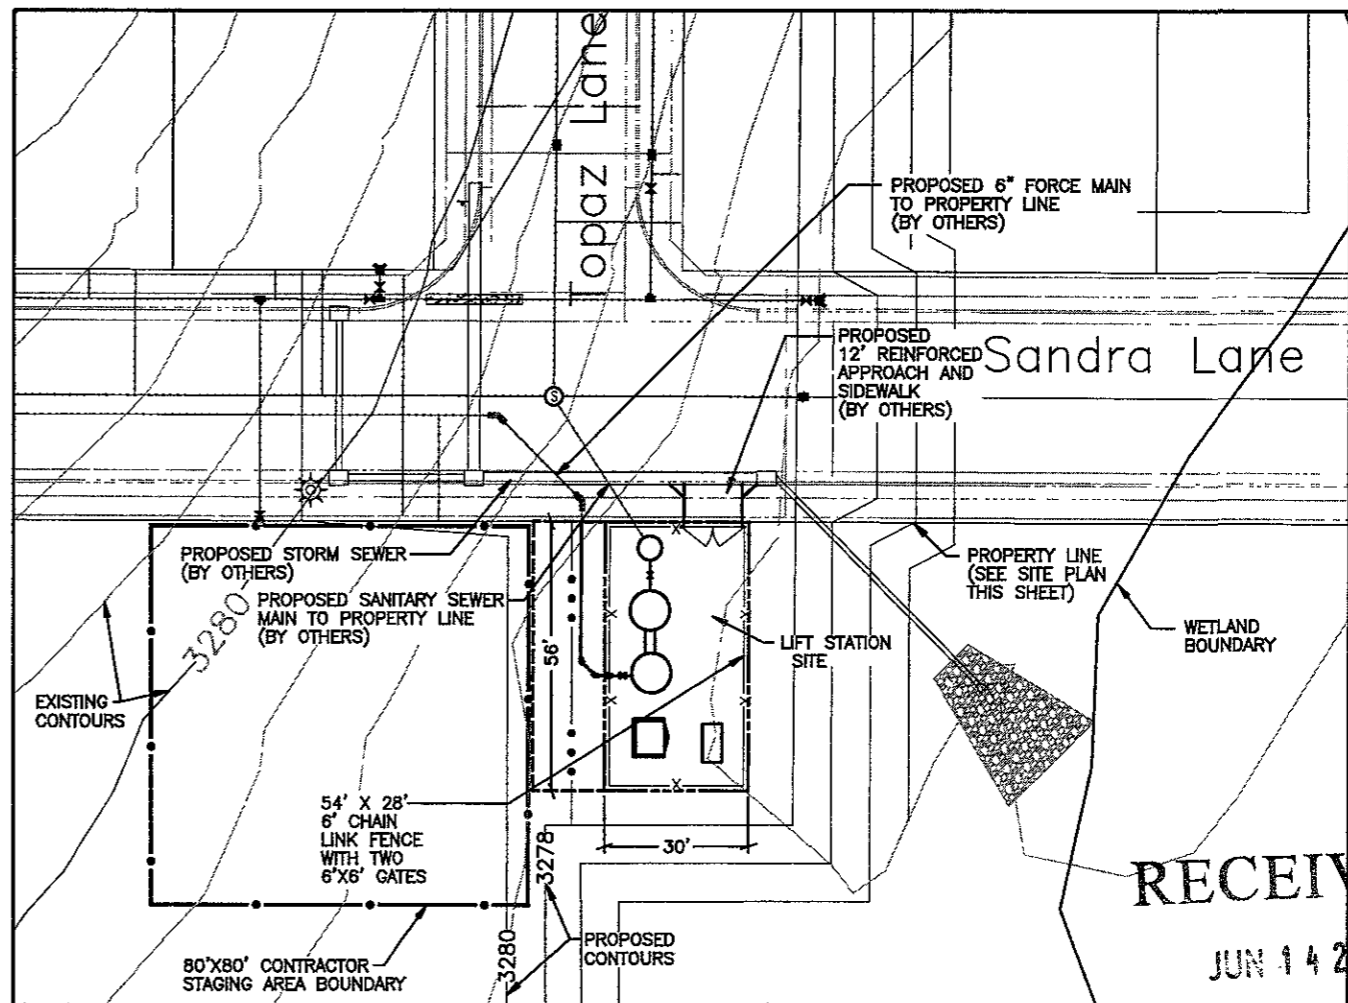 Topaz Lane
PROPOSED 6" FORCE MAIN
TO PROPERTY LINE
(BY OTHERS)
PROPOSED
12' REINFORCED
APPROACH AND
SIDEWALK
(BY OTHERS)
Sandra Lane
S
PROPOSED STORM SEWER
(BY OTHERS)
PROPOSED SANITARY SEWER
MAIN TO PROPERTY LINE
(BY OTHERS)
3280
56'
PROPERTY LINE
(SEE SITE PLAN
THIS SHEET)
WETLAND
BOUNDARY
LIFT STATION
SITE
EXISTING
CONTOURS
54' X 28'
6' CHAIN
LINK FENCE
WITH TWO
6'X6' GATES
30'
3278
3280
PROPOSED
CONTOURS
80'X80' CONTRACTOR
STAGING AREA BOUNDARY
RECEIV
JUN 14 2